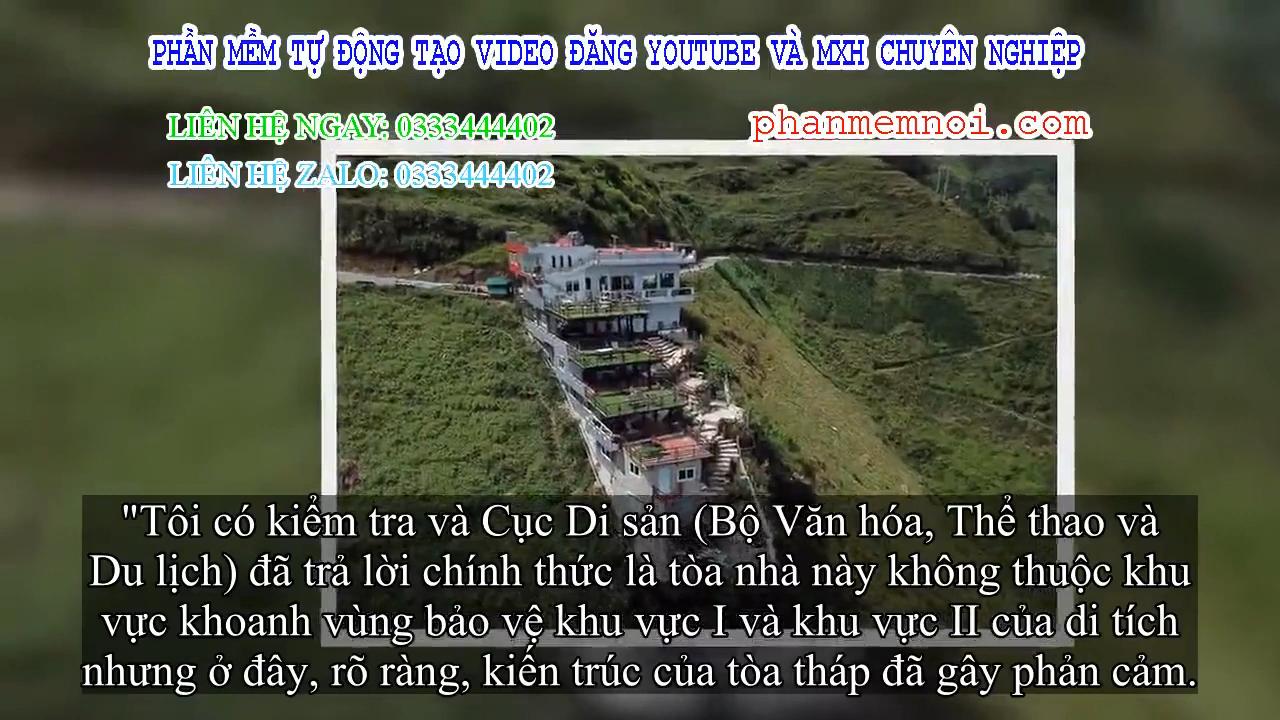 PHẦN MỀM TỰ ĐỘNG TẠO VIDEO ĐĂNG YOUTUBE VÀ MXH CHUYÊN NGHIỆP
LIÊN HỆ NGAY: 0333444402
phanmemnoi.com
LIÊN HỆ ZALO: 0333444402
"Tôi có kiểm tra và Cục Di sản (Bộ Văn hóa, Thể thao và
Du lịch) đã trả lời chính thức là tòa nhà này không thuộc khu
vực khoanh vùng bảo vệ khu vực I và khu vực II của di tích
nhưng ở đây, rõ ràng, kiến trúc của tòa tháp đã gây phản cảm.